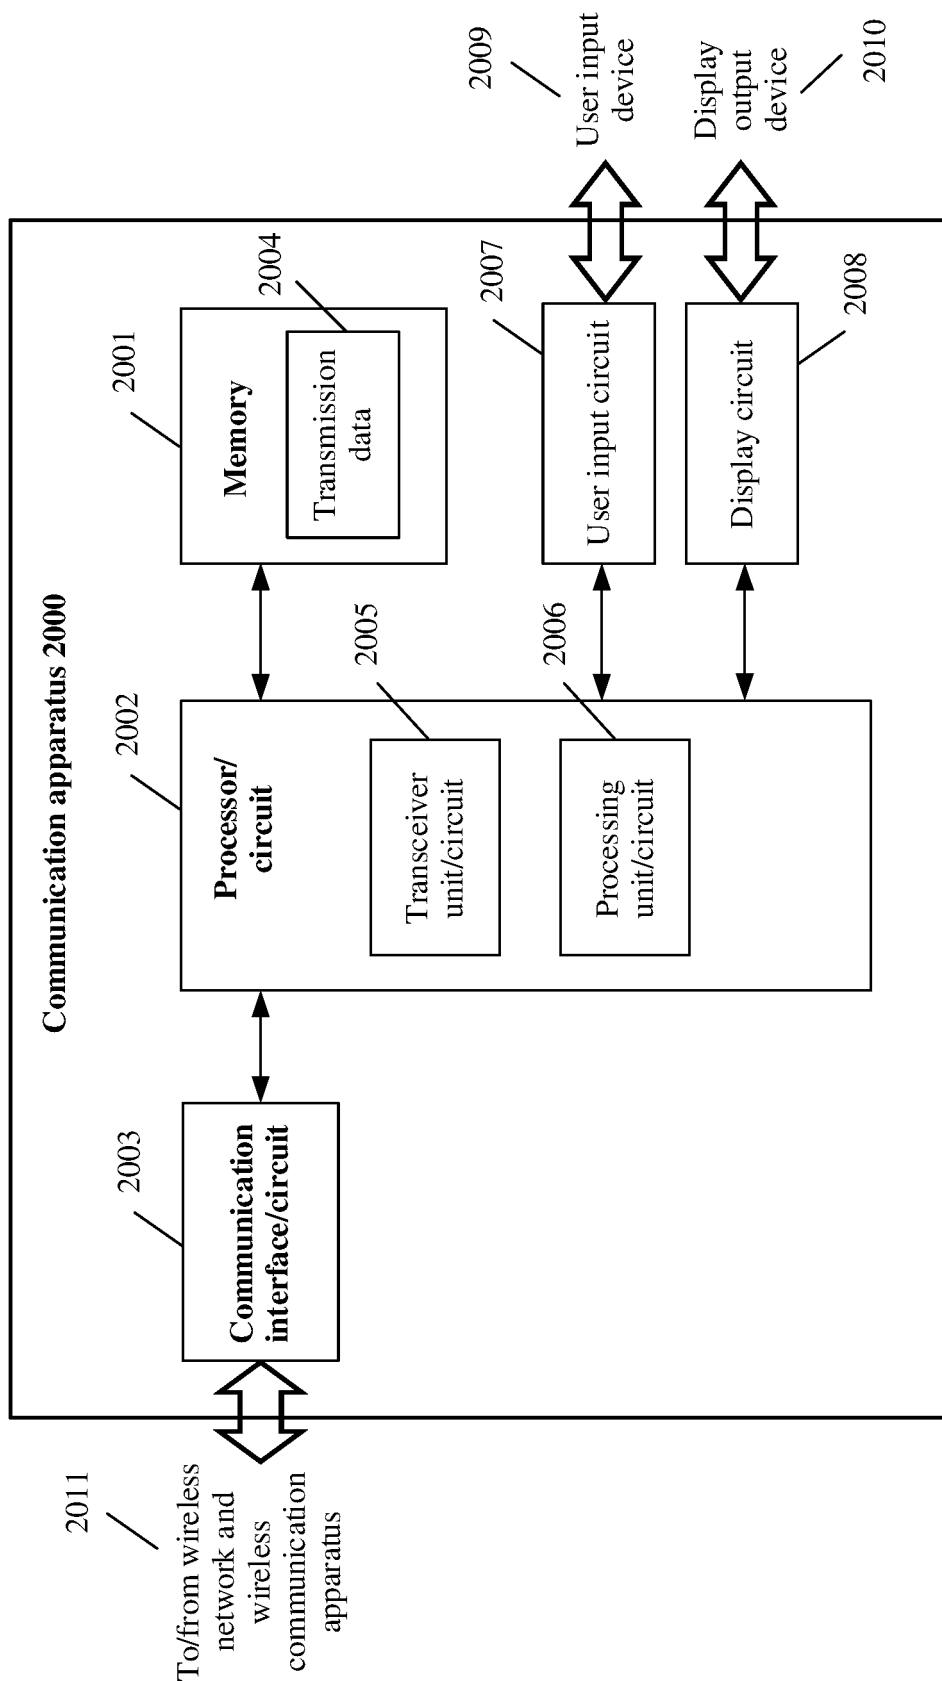 Communication apparatus 2000
2011
To/from wireless
network and
wireless
communication
apparatus
2003
Communication
interface/circuit
2002
Processor/
circuit
2005
Transceiver
unit/circuit
2006
Processing
unit/circuit
2001
Memory
2004
Transmission
data
2007
User input circuit
2008
Display circuit
2009
User input
device
2010
Display
output
device